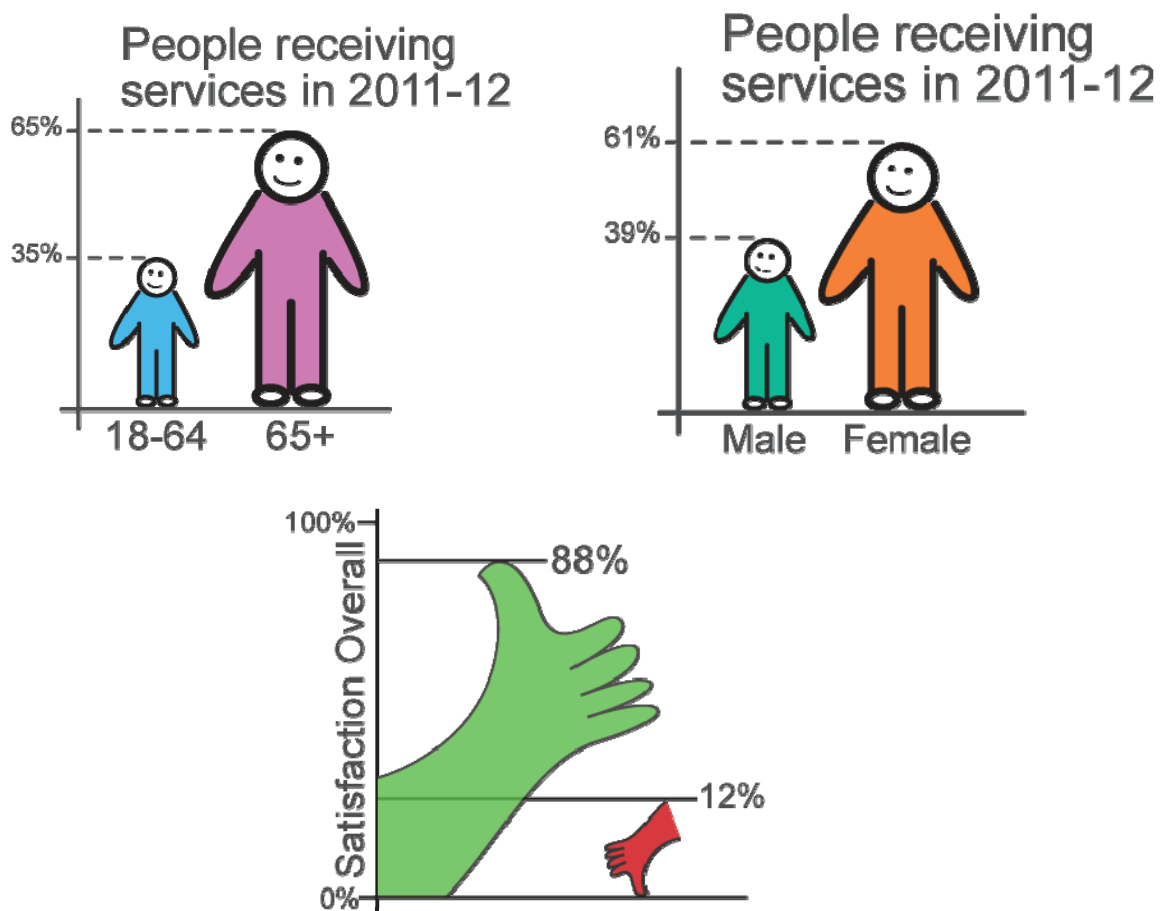 People receiving
services in 2011-12
65%
35%
18-64 65+
People receiving
services in 2011-12
61%
39%
Male Female
100%
Satisfaction Overall
88%
12%
0%